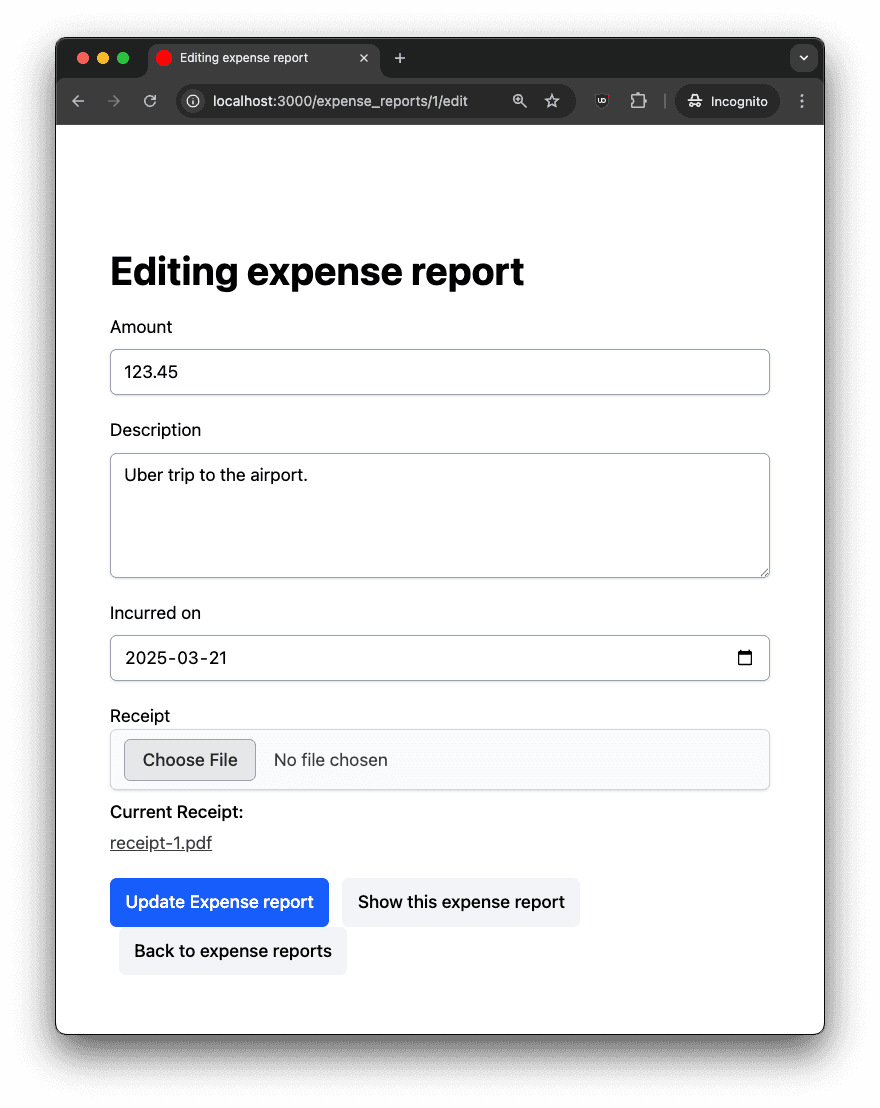 Editing expense report
localhost:3000/expense_reports/1/edit
Incognito
Editing expense report
Amount
123.45
Description
Uber trip to the airport.
Incurred on
2025-03-21
Receipt
Choose File No file chosen
Current Receipt:
receipt-1.pdf
Update Expense report Show this expense report
Back to expense reports